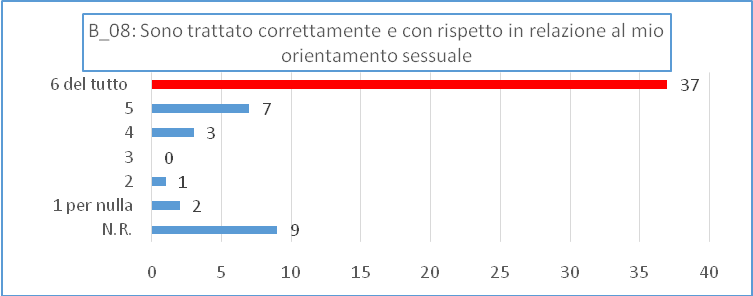 B_08: Sono trattato correttamente e con rispetto in relazione al mio
orientamento sessuale
6 del tutto 37
5 7
4 3
3 0
2 1
1 per nulla 2
N.R. 9
0 5 10 15 20 25 30 35 40